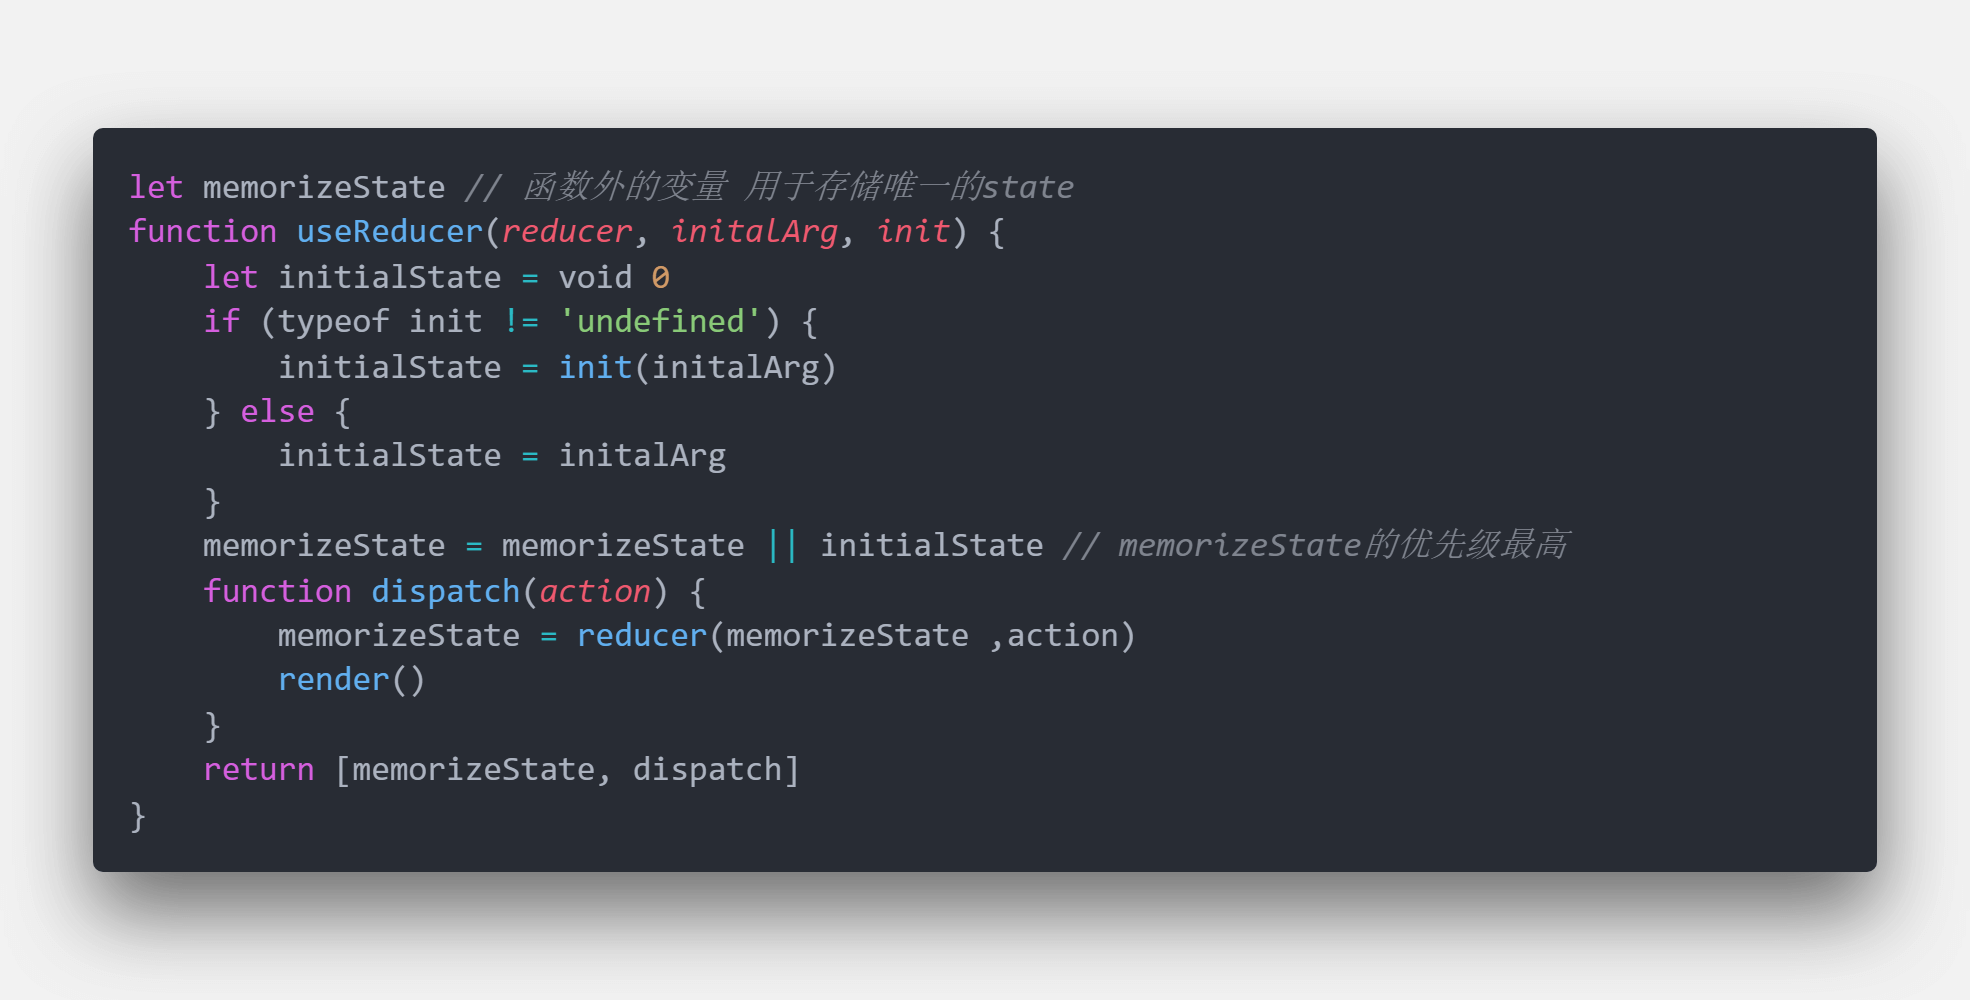 let memorizeState // 函数外的变量 用于存储唯一的state
function useReducer(reducer, initalArg, init) {
    let initialState = void 0
    if (typeof init != 'undefined') {
        initialState = init(initalArg)
    } else {
        initialState = initalArg
    }
    memorizeState = memorizeState || initialState // memorizeState的优先级最高
    function dispatch(action) {
        memorizeState = reducer(memorizeState ,action)
        render()
    }
    return [memorizeState, dispatch]
}